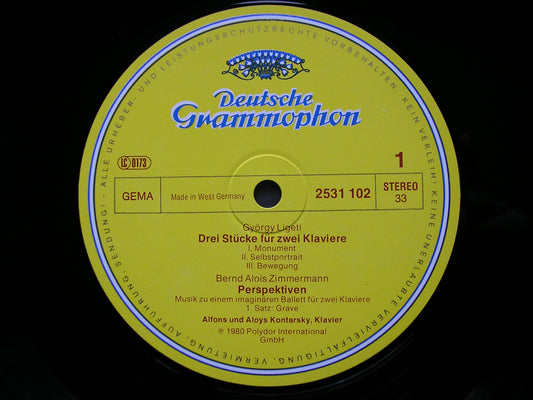 ALLE URHEBER- UND LEISTUNGSSCHUTZRECHTE VORBEHALTEN. KEIN VERLEIH! KEINE UNERLAUBTE VERVIELFÄLTIGUNG, VERMIETUNG, AUFFÜHRUNG, SENDUNG!
Deutsche
Grammophon
LC 0173
1
GEMA
Made in West Germany
2531 102
STEREO
33
György Ligeti
Drei Stücke für zwei Klaviere
I. Monument
II. Selbstportrait
III. Bewegung
Bernd Alois Zimmermann
Perspektiven
Musik zu einem imaginären Ballett für zwei Klaviere
1. Satz: Grave
Alfons und Aloys Kontarsky, Klavier
℗ 1980 Polydor International
GmbH